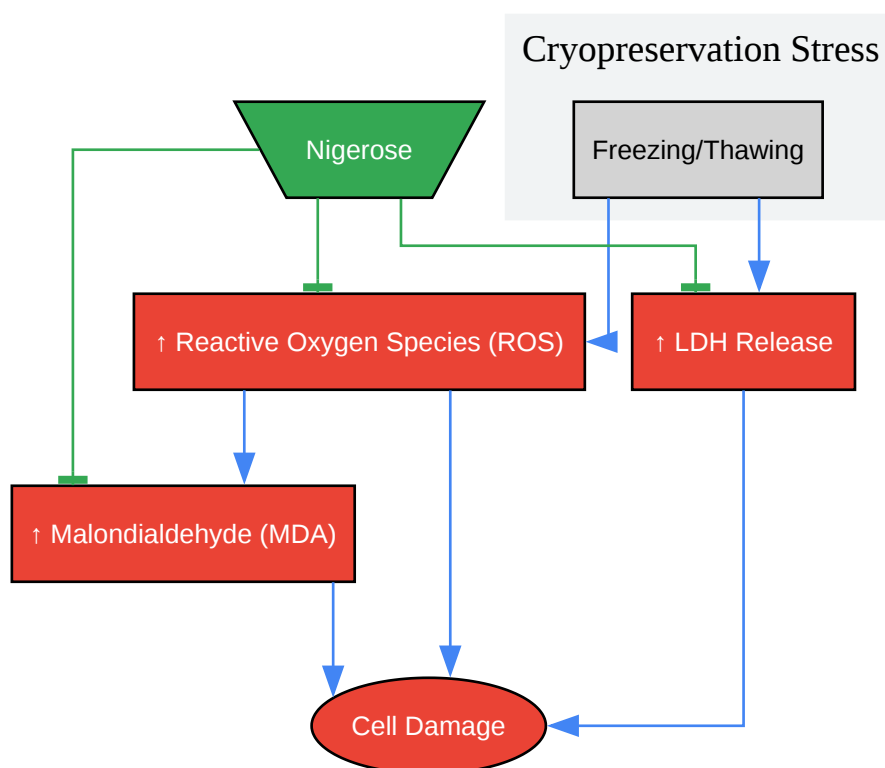 Cryopreservation Stress
Nigerose
Freezing/Thawing
↑ Reactive Oxygen Species (ROS)
↑ LDH Release
↑ Malondialdehyde (MDA)
Cell Damage